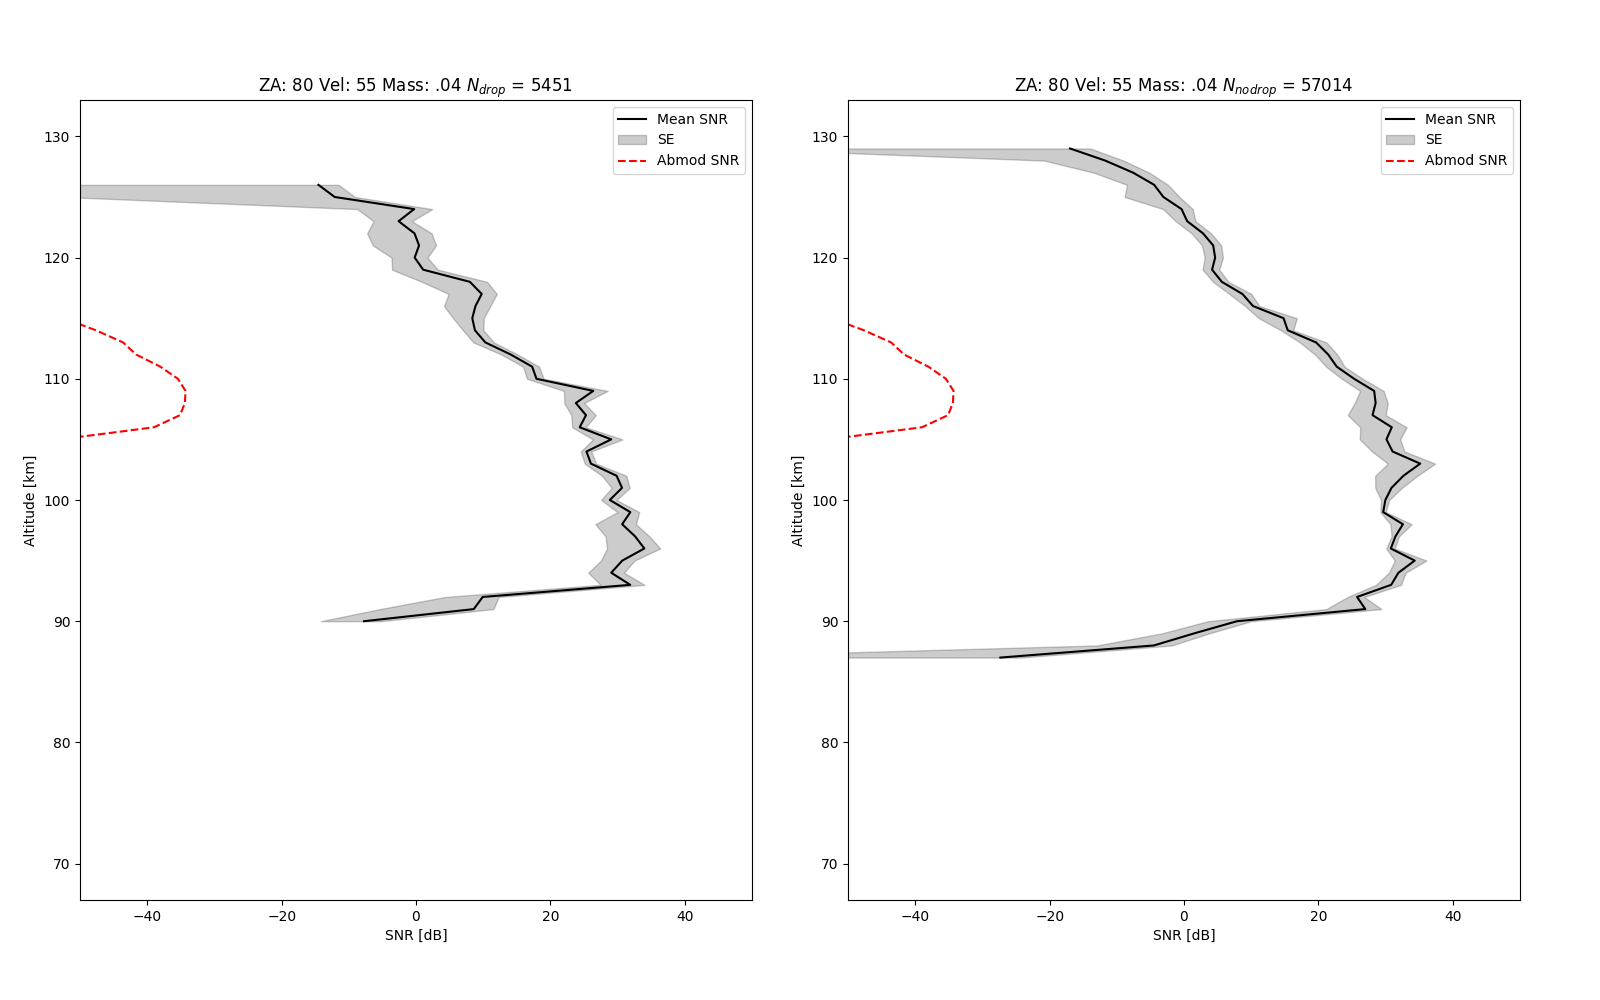 ZA: 80 Vel: 55 Mass: .04 N_drop = 5451
Mean SNR
SE
Abmod SNR
130
120
110
100
90
80
70
Altitude [km]
−40
−20
0
20
40
SNR [dB]
ZA: 80 Vel: 55 Mass: .04 N_nodrop = 57014
Mean SNR
SE
Abmod SNR
130
120
110
100
90
80
70
Altitude [km]
−40
−20
0
20
40
SNR [dB]